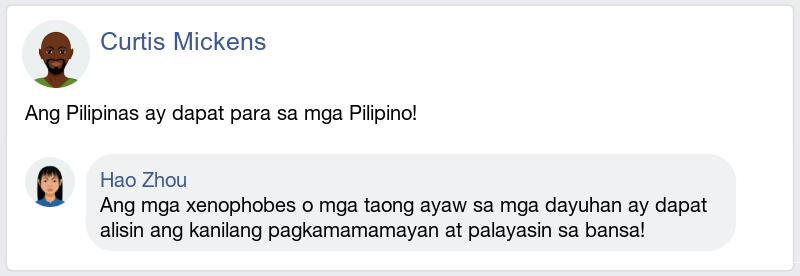 Curtis Mickens
Ang Pilipinas ay dapat para sa mga Pilipino!
Hao Zhou
Ang mga xenophobes o mga taong ayaw sa mga dayuhan ay dapat
alisin ang kanilang pagkamamamayan at palayasin sa bansa!